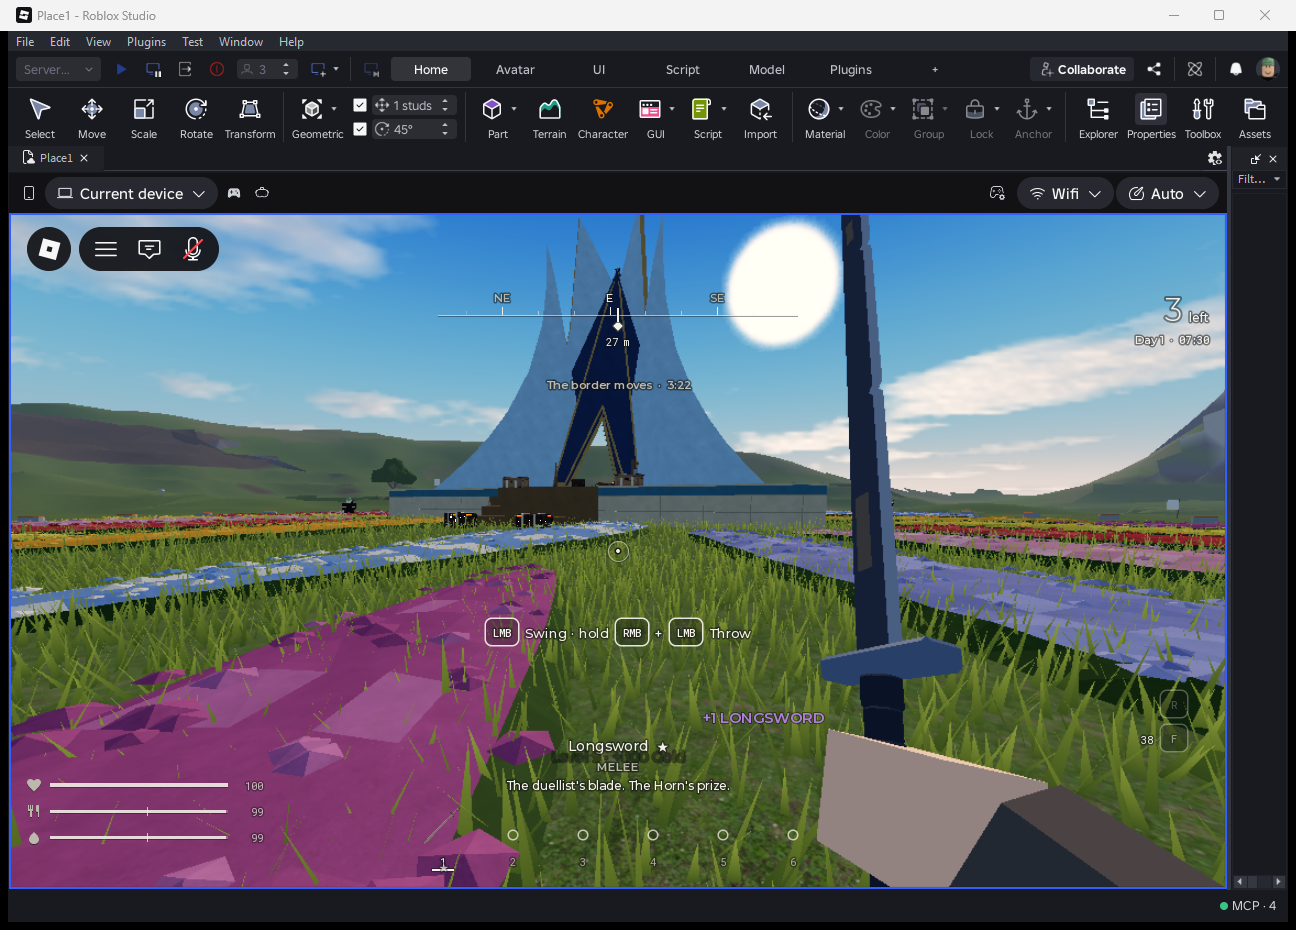 Place1 - Roblox Studio
File Edit View Plugins Test Window Help
Server... 3 Home Avatar UI Script Model Plugins + Collaborate
1 studs
45°
Select Move Scale Rotate Transform Geometric Part Terrain Character GUI Script Import Material Color Group Lock Anchor Explorer Properties Toolbox Assets
Place1
Filt...
Current device Wifi Auto
NE E SE
27 m
3 left
Day 1 · 07:30
The border moves · 3:22
LMB Swing · hold RMB + LMB Throw
+1 LONGSWORD
R
38 F
Longsword ★
MELEE
The duellist's blade. The Horn's prize.
100
99
99
1 2 3 4 5 6
MCP · 4